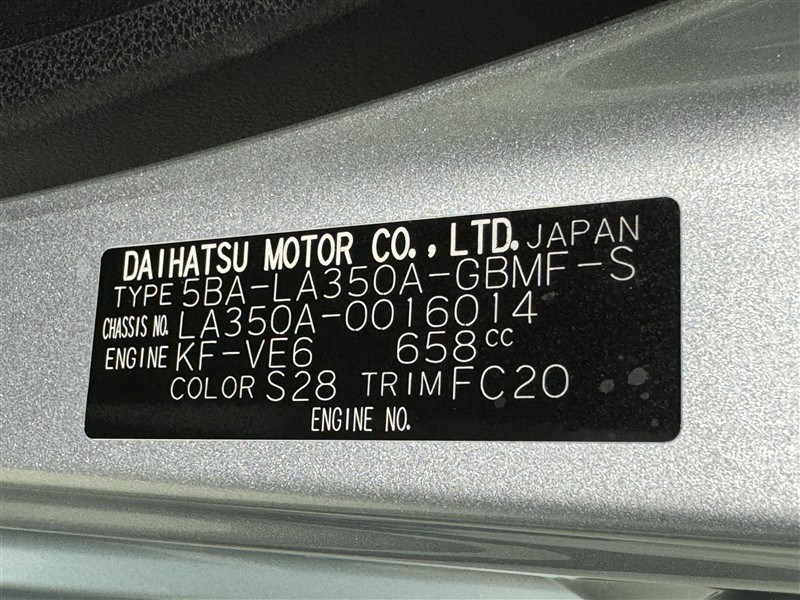 DAIHATSU MOTOR CO., LTD. JAPAN
TYPE 5BA-LA350A-GBMF-S
CHASSIS NO. LA350A-0016014
ENGINE KF-VE6 658cc
COLOR S28 TRIM FC20
ENGINE NO.